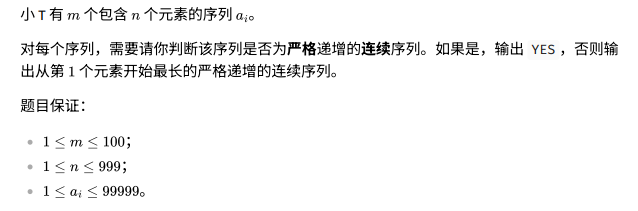 小 T 有 m 个包含 n 个元素的序列 aᵢ。
对每个序列，需要请你判断该序列是否为严格递增的连续序列。如果是，输出 YES ，否则输
出从第 1 个元素开始最长的严格递增的连续序列。
题目保证：
• 1 ≤ m ≤ 100；
• 1 ≤ n ≤ 999；
• 1 ≤ aᵢ ≤ 99999。